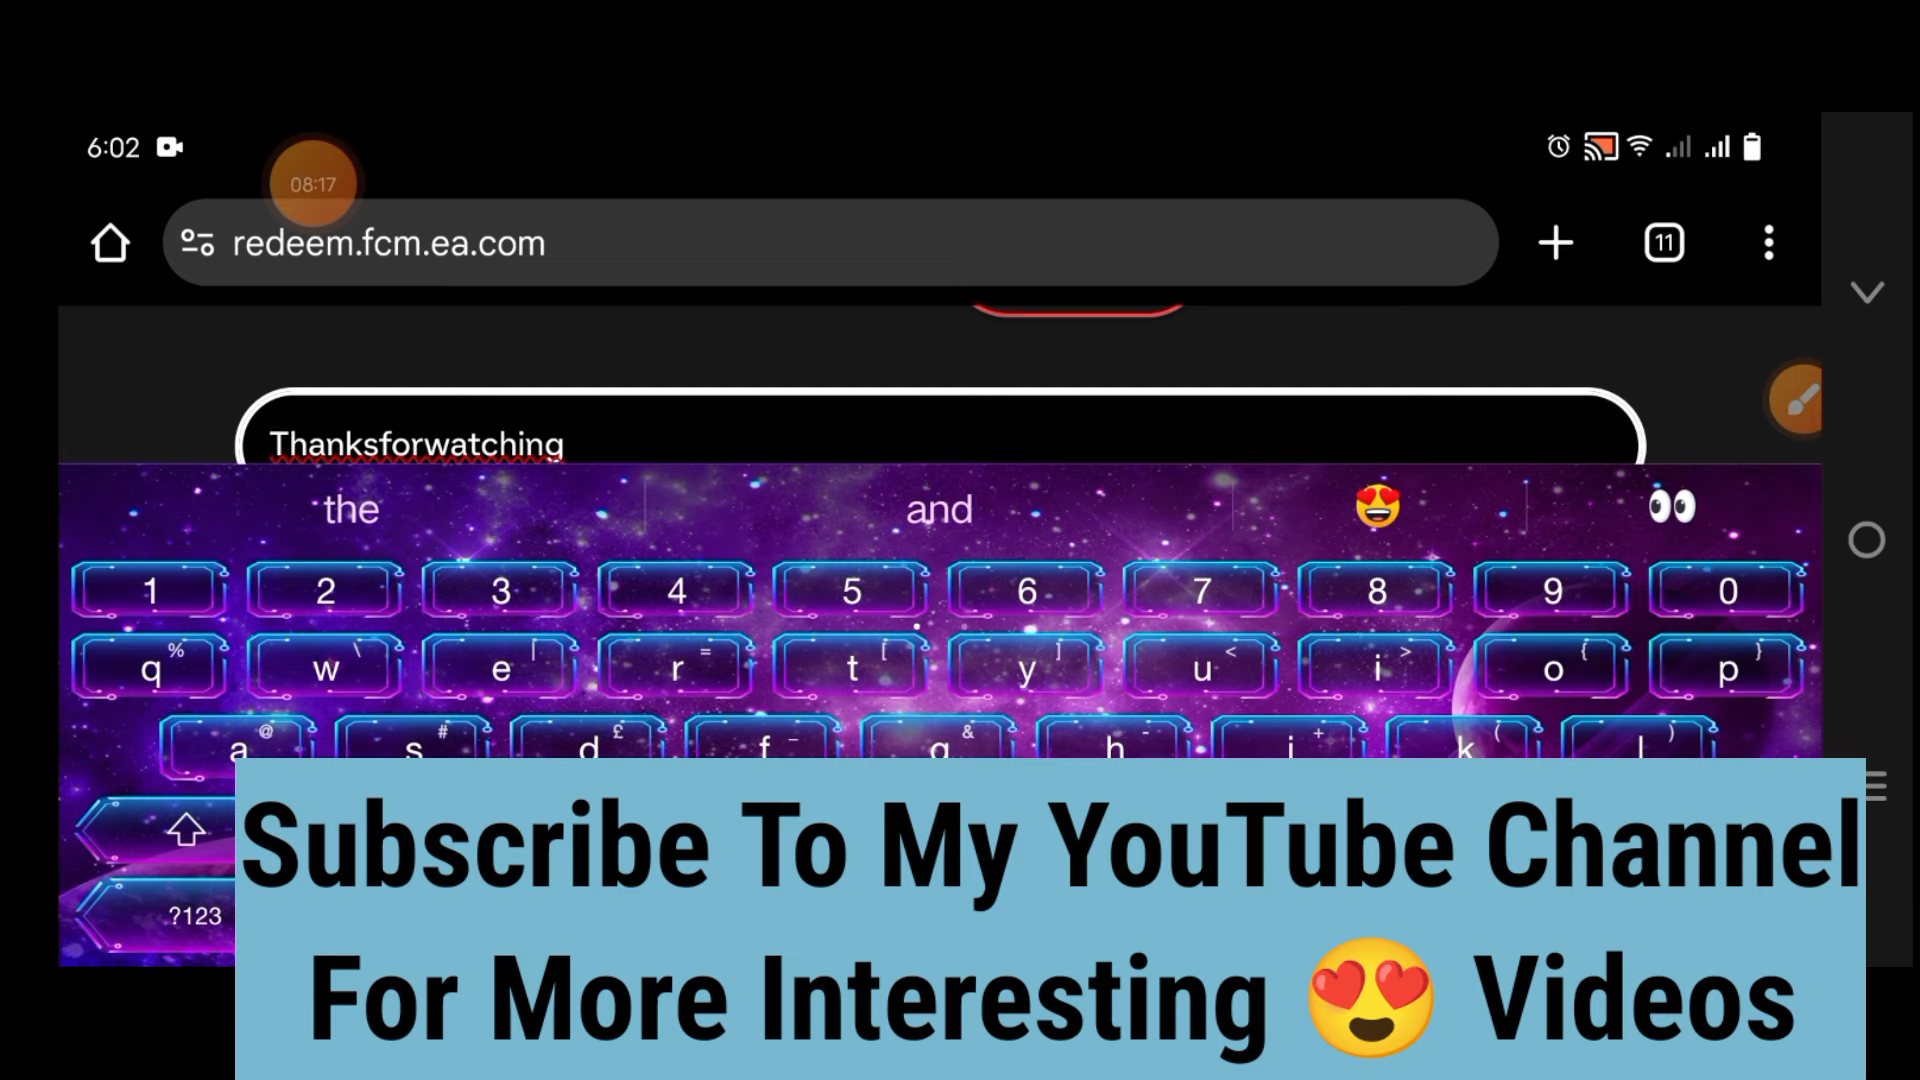 6:02
08:17
redeem.fcm.ea.com
11
Thanksforwatching
the and 😍 👀
1 2 3 4 5 6 7 8 9 0
q % w \ e | r = t [ y ] u < i > o { p }
a @ s # d £ f _ g & h - j + k ( l )
?123
Subscribe To My YouTube Channel
For More Interesting 😍 Videos